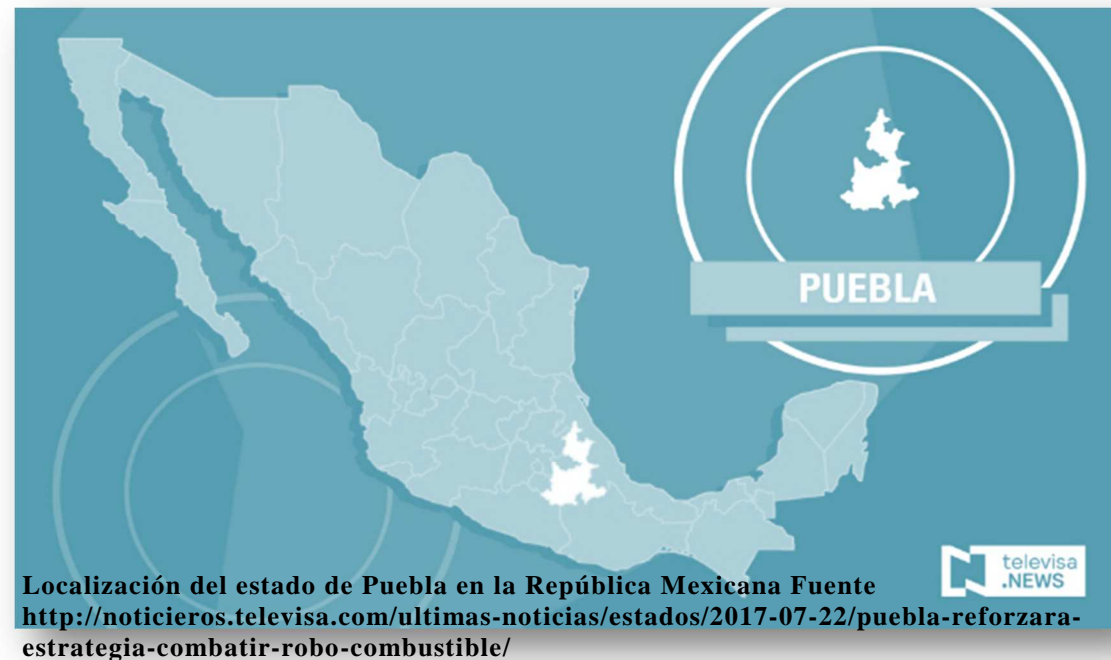 PUEBLA
televisa
.NEWS
Localización del estado de Puebla en la República Mexicana Fuente
http://noticieros.televisa.com/ultimas-noticias/estados/2017-07-22/puebla-reforzara-
estrategia-combatir-robo-combustible/